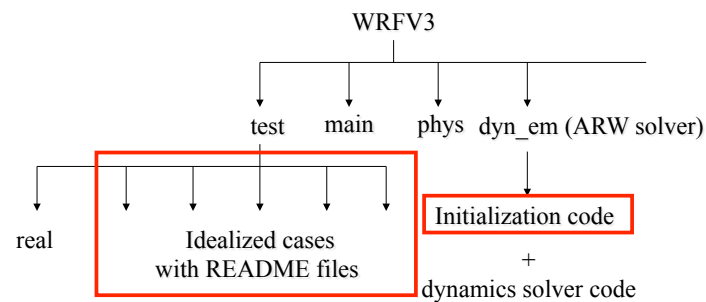 WRFV3
test main phys dyn_em (ARW solver)
real
Idealized cases
with README files
Initialization code
+
dynamics solver code